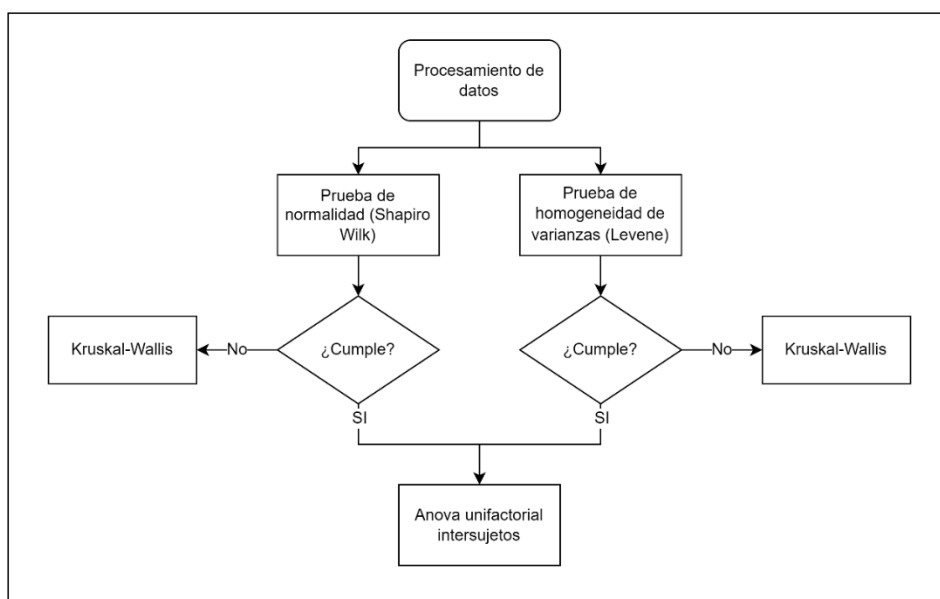 Procesamiento de
datos
Prueba de
normalidad (Shapiro
Wilk)
Prueba de
homogeneidad de
varianzas (Levene)
Kruskal-Wallis
No
¿Cumple?
¿Cumple?
No
Kruskal-Wallis
SI
SI
Anova unifactorial
intersujetos